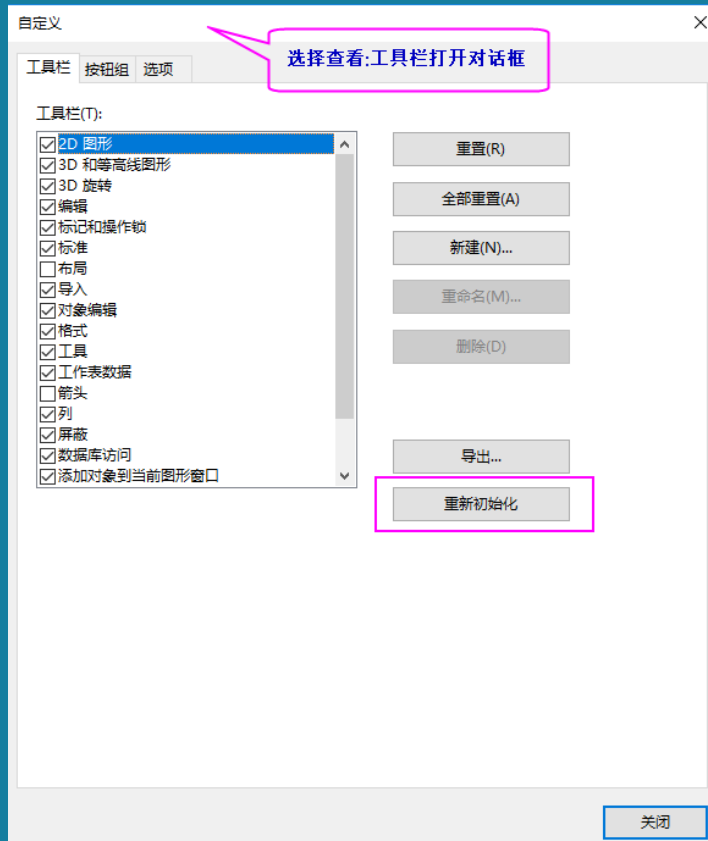 自定义
选择查看:工具栏打开对话框
工具栏 按钮组 选项
工具栏(T):
2D 图形
3D 和等高线图形
3D 旋转
编辑
标记和操作锁
标准
布局
导入
对象编辑
格式
工具
工作表数据
箭头
列
屏蔽
数据库访问
添加对象到当前图形窗口
重置(R)
全部重置(A)
新建(N)...
重命名(M)...
删除(D)
导出...
重新初始化
关闭